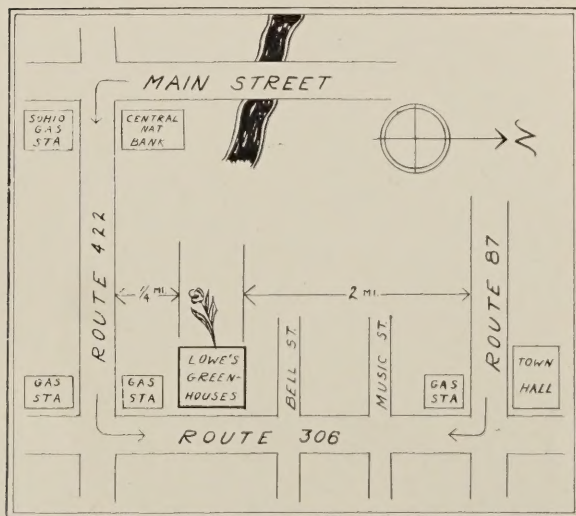 MAIN STREET
SOHIO
GAS
STA
CENTRAL
NAT
BANK
N
ROUTE 422
1/4 MI.
2 MI.
ROUTE 87
LOWE'S
GREEN-
HOUSES
BELL ST.
MUSIC ST.
GAS
STA
GAS
STA
GAS
STA
TOWN
HALL
ROUTE 306